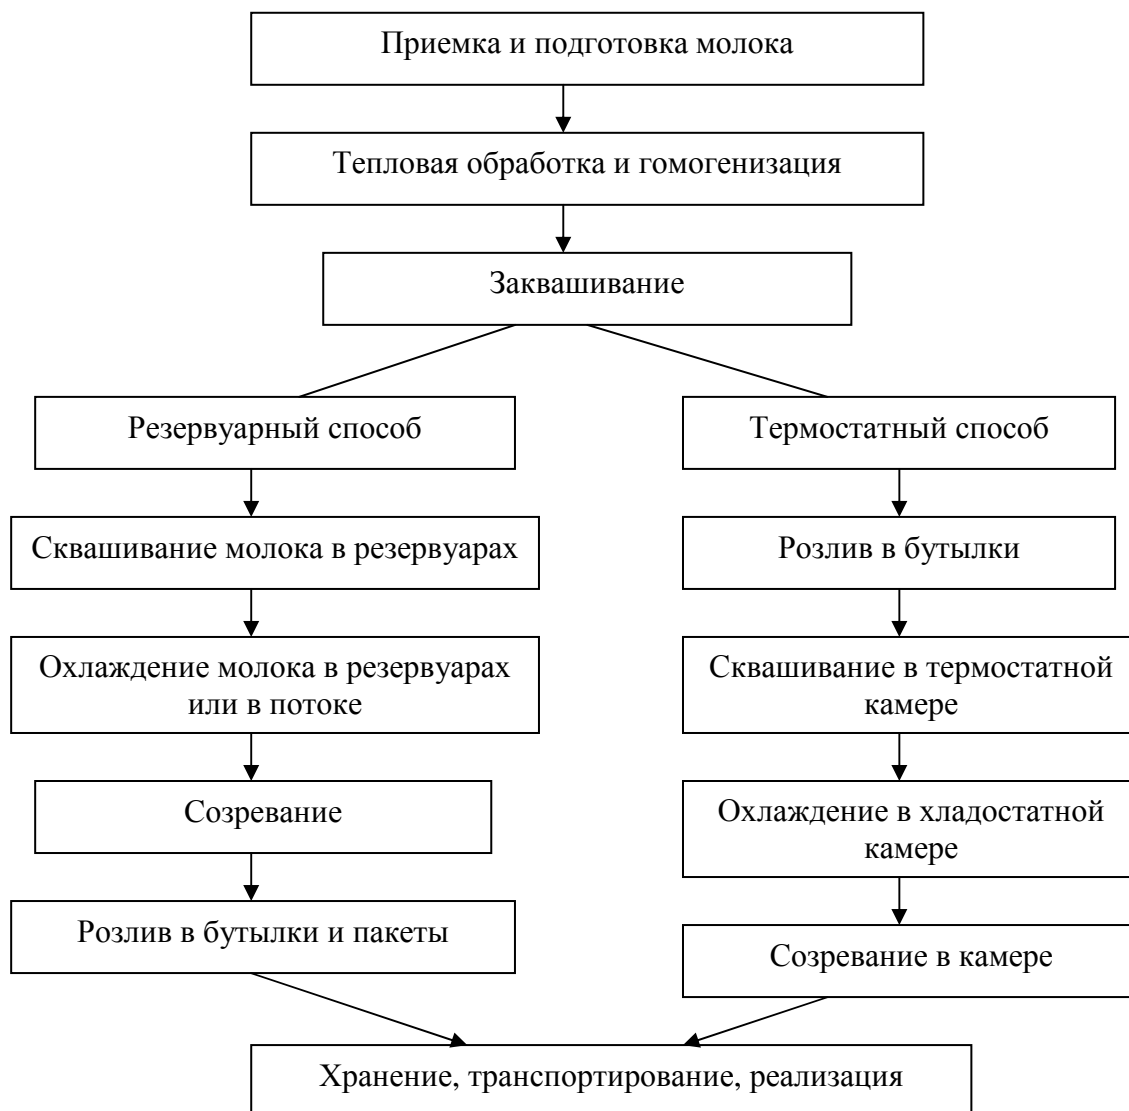 Приемка и подготовка молока
Тепловая обработка и гомогенизация
Заквашивание
Резервуарный способ
Термостатный способ
Сквашивание молока в резервуарах
Розлив в бутылки
Охлаждение молока в резервуарах
или в потоке
Сквашивание в термостатной
камере
Созревание
Охлаждение в хладостатной
камере
Розлив в бутылки и пакеты
Созревание в камере
Хранение, транспортирование, реализация